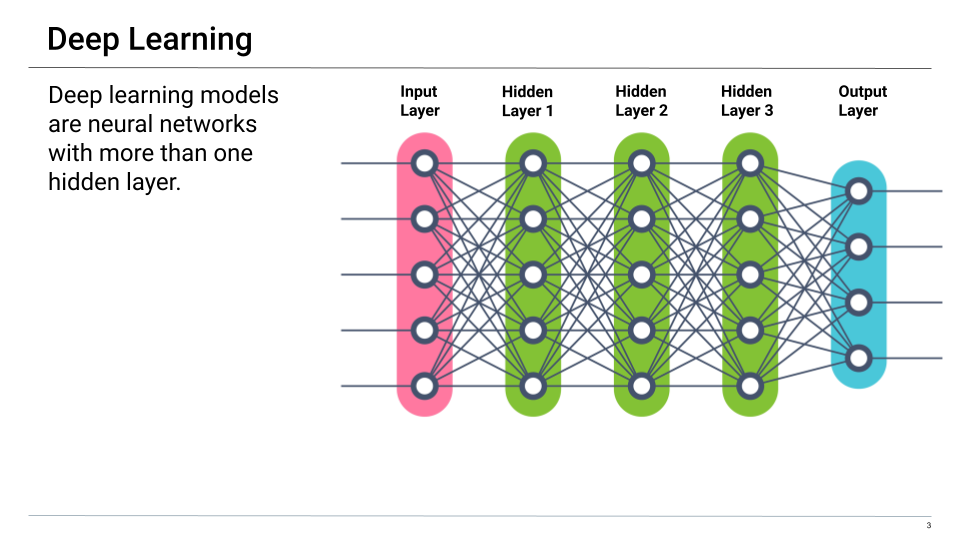 Deep Learning
Deep learning models
are neural networks
with more than one
hidden layer.
Input
Layer
Hidden
Layer 1
Hidden
Layer 2
Hidden
Layer 3
Output
Layer
3